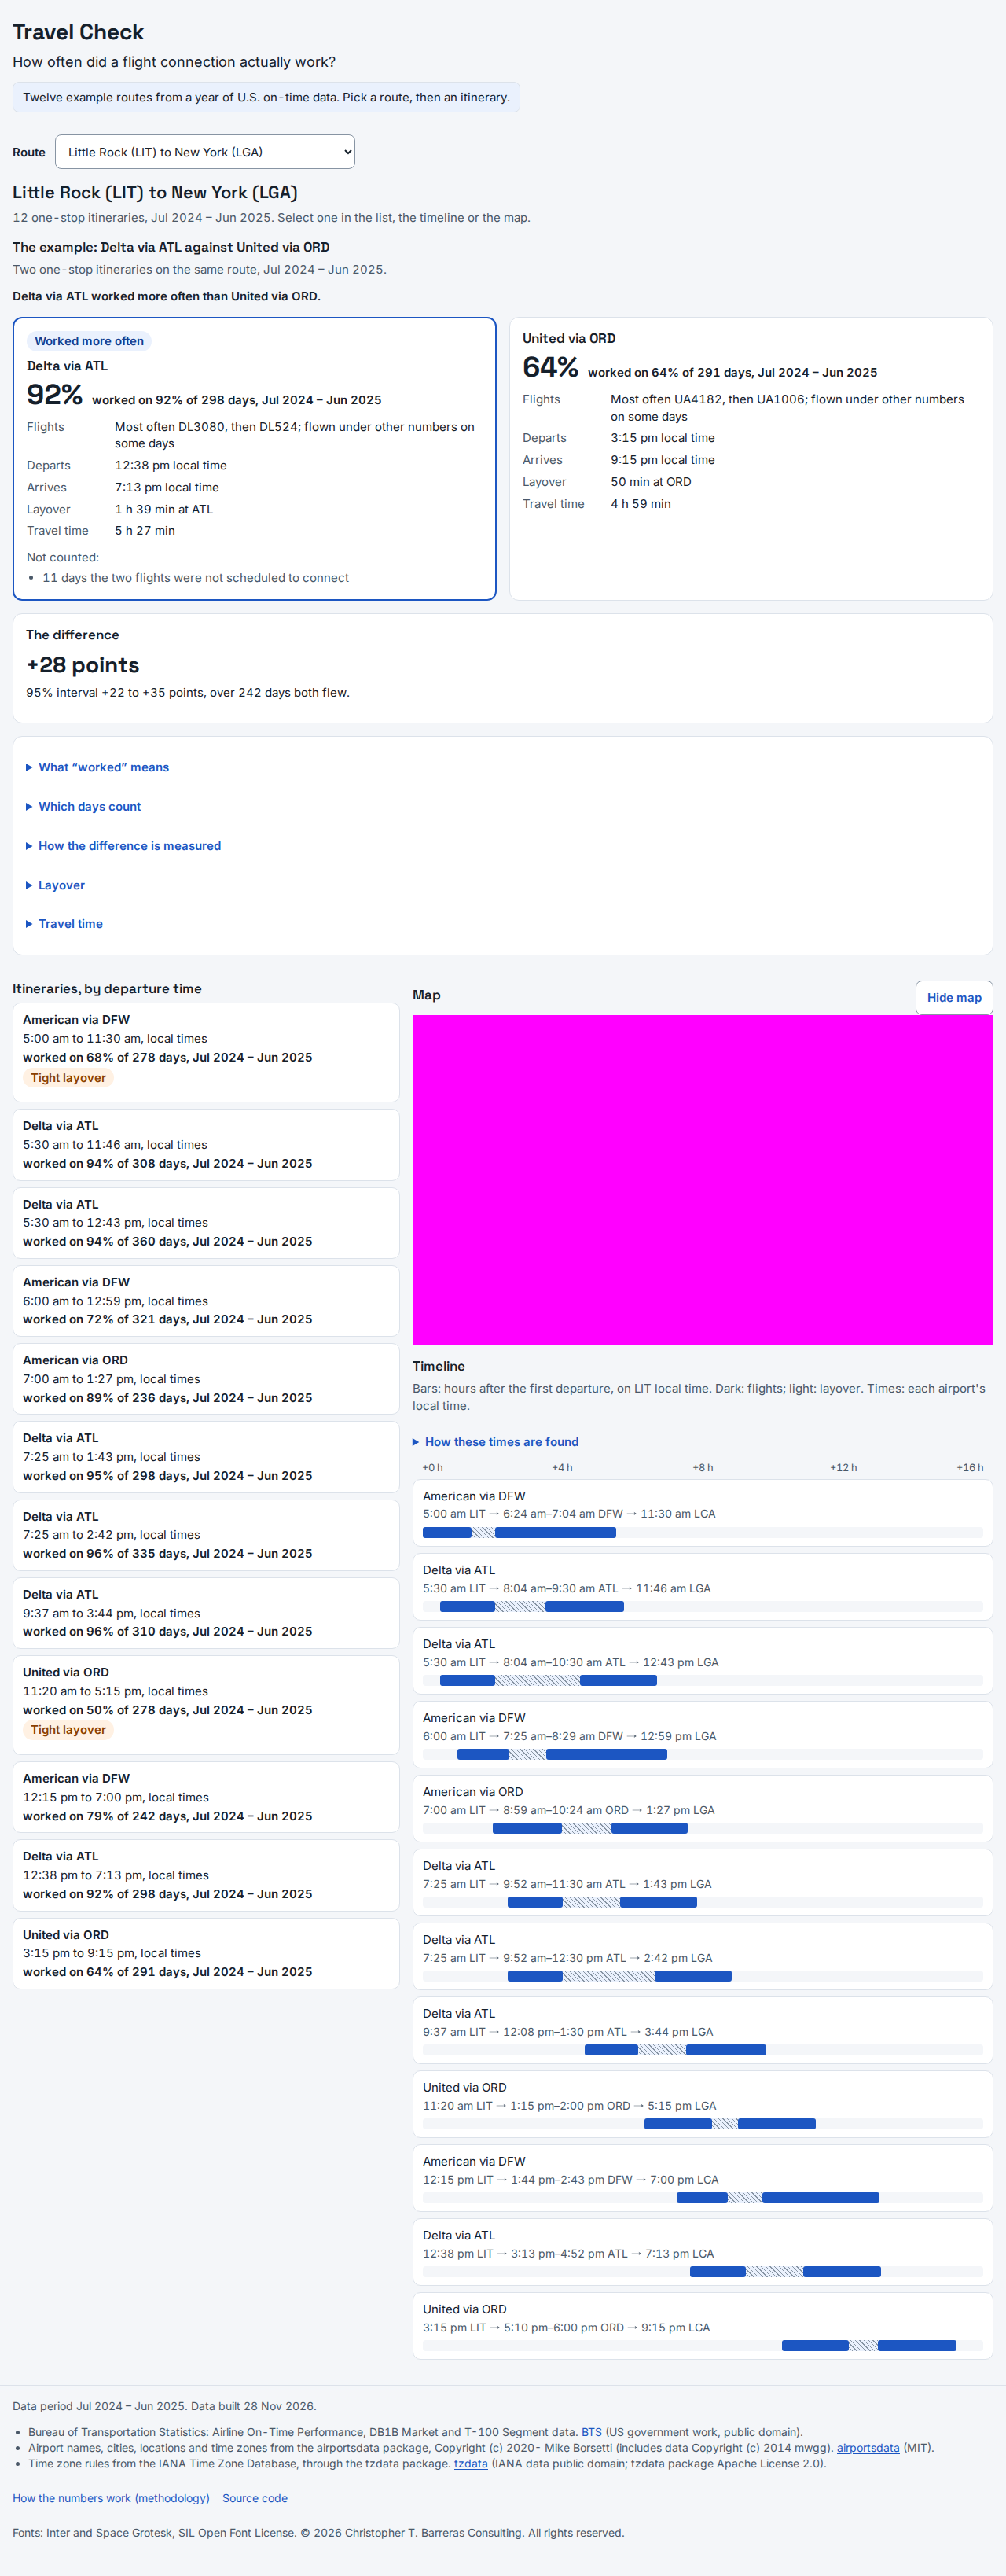 Travel Check
How often did a flight connection actually work?
Twelve example routes from a year of U.S. on-time data. Pick a route, then an itinerary.
Route
Little Rock (LIT) to New York (LGA)
Little Rock (LIT) to New York (LGA)
12 one-stop itineraries, Jul 2024 – Jun 2025. Select one in the list, the timeline or the map.
The example: Delta via ATL against United via ORD
Two one-stop itineraries on the same route, Jul 2024 – Jun 2025.
Delta via ATL worked more often than United via ORD.
Worked more often
Delta via ATL
92% worked on 92% of 298 days, Jul 2024 – Jun 2025
Flights Most often DL3080, then DL524; flown under other numbers on
some days
Departs 12:38 pm local time
Arrives 7:13 pm local time
Layover 1 h 39 min at ATL
Travel time 5 h 27 min
Not counted:
• 11 days the two flights were not scheduled to connect
United via ORD
64% worked on 64% of 291 days, Jul 2024 – Jun 2025
Flights Most often UA4182, then UA1006; flown under other numbers
on some days
Departs 3:15 pm local time
Arrives 9:15 pm local time
Layover 50 min at ORD
Travel time 4 h 59 min
The difference
+28 points
95% interval +22 to +35 points, over 242 days both flew.
What “worked” means
Which days count
How the difference is measured
Layover
Travel time
Itineraries, by departure time
American via DFW
5:00 am to 11:30 am, local times
worked on 68% of 278 days, Jul 2024 – Jun 2025
Tight layover
Delta via ATL
5:30 am to 11:46 am, local times
worked on 94% of 308 days, Jul 2024 – Jun 2025
Delta via ATL
5:30 am to 12:43 pm, local times
worked on 94% of 360 days, Jul 2024 – Jun 2025
American via DFW
6:00 am to 12:59 pm, local times
worked on 72% of 321 days, Jul 2024 – Jun 2025
American via ORD
7:00 am to 1:27 pm, local times
worked on 89% of 236 days, Jul 2024 – Jun 2025
Delta via ATL
7:25 am to 1:43 pm, local times
worked on 95% of 298 days, Jul 2024 – Jun 2025
Delta via ATL
7:25 am to 2:42 pm, local times
worked on 96% of 335 days, Jul 2024 – Jun 2025
Delta via ATL
9:37 am to 3:44 pm, local times
worked on 96% of 310 days, Jul 2024 – Jun 2025
United via ORD
11:20 am to 5:15 pm, local times
worked on 50% of 278 days, Jul 2024 – Jun 2025
Tight layover
American via DFW
12:15 pm to 7:00 pm, local times
worked on 79% of 242 days, Jul 2024 – Jun 2025
Delta via ATL
12:38 pm to 7:13 pm, local times
worked on 92% of 298 days, Jul 2024 – Jun 2025
United via ORD
3:15 pm to 9:15 pm, local times
worked on 64% of 291 days, Jul 2024 – Jun 2025
Map
Hide map
Timeline
Bars: hours after the first departure, on LIT local time. Dark: flights; light: layover. Times: each airport's
local time.
How these times are found
+0 h +4 h +8 h +12 h +16 h
American via DFW
5:00 am LIT → 6:24 am–7:04 am DFW → 11:30 am LGA
Delta via ATL
5:30 am LIT → 8:04 am–9:30 am ATL → 11:46 am LGA
Delta via ATL
5:30 am LIT → 8:04 am–10:30 am ATL → 12:43 pm LGA
American via DFW
6:00 am LIT → 7:25 am–8:29 am DFW → 12:59 pm LGA
American via ORD
7:00 am LIT → 8:59 am–10:24 am ORD → 1:27 pm LGA
Delta via ATL
7:25 am LIT → 9:52 am–11:30 am ATL → 1:43 pm LGA
Delta via ATL
7:25 am LIT → 9:52 am–12:30 pm ATL → 2:42 pm LGA
Delta via ATL
9:37 am LIT → 12:08 pm–1:30 pm ATL → 3:44 pm LGA
United via ORD
11:20 am LIT → 1:15 pm–2:00 pm ORD → 5:15 pm LGA
American via DFW
12:15 pm LIT → 1:44 pm–2:43 pm DFW → 7:00 pm LGA
Delta via ATL
12:38 pm LIT → 3:13 pm–4:52 pm ATL → 7:13 pm LGA
United via ORD
3:15 pm LIT → 5:10 pm–6:00 pm ORD → 9:15 pm LGA
Data period Jul 2024 – Jun 2025. Data built 28 Nov 2026.
• Bureau of Transportation Statistics: Airline On-Time Performance, DB1B Market and T-100 Segment data. BTS (US government work, public domain).
• Airport names, cities, locations and time zones from the airportsdata package, Copyright (c) 2020- Mike Borsetti (includes data Copyright (c) 2014 mwgg). airportsdata (MIT).
• Time zone rules from the IANA Time Zone Database, through the tzdata package. tzdata (IANA data public domain; tzdata package Apache License 2.0).
How the numbers work (methodology) Source code
Fonts: Inter and Space Grotesk, SIL Open Font License. © 2026 Christopher T. Barreras Consulting. All rights reserved.